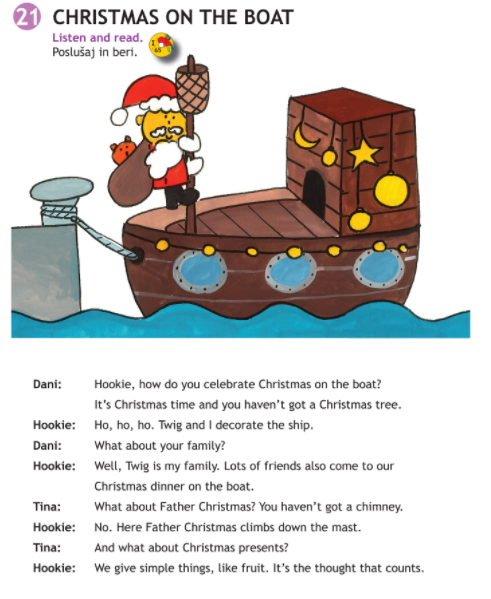 21 CHRISTMAS ON THE BOAT
Listen and read.
Poslušaj in beri.
Dani: Hookie, how do you celebrate Christmas on the boat?
It's Christmas time and you haven't got a Christmas tree.
Hookie: Ho, ho, ho. Twig and I decorate the ship.
Dani: What about your family?
Hookie: Well, Twig is my family. Lots of friends also come to our
Christmas dinner on the boat.
Tina: What about Father Christmas? You haven't got a chimney.
Hookie: No. Here Father Christmas climbs down the mast.
Tina: And what about Christmas presents?
Hookie: We give simple things, like fruit. It's the thought that counts.